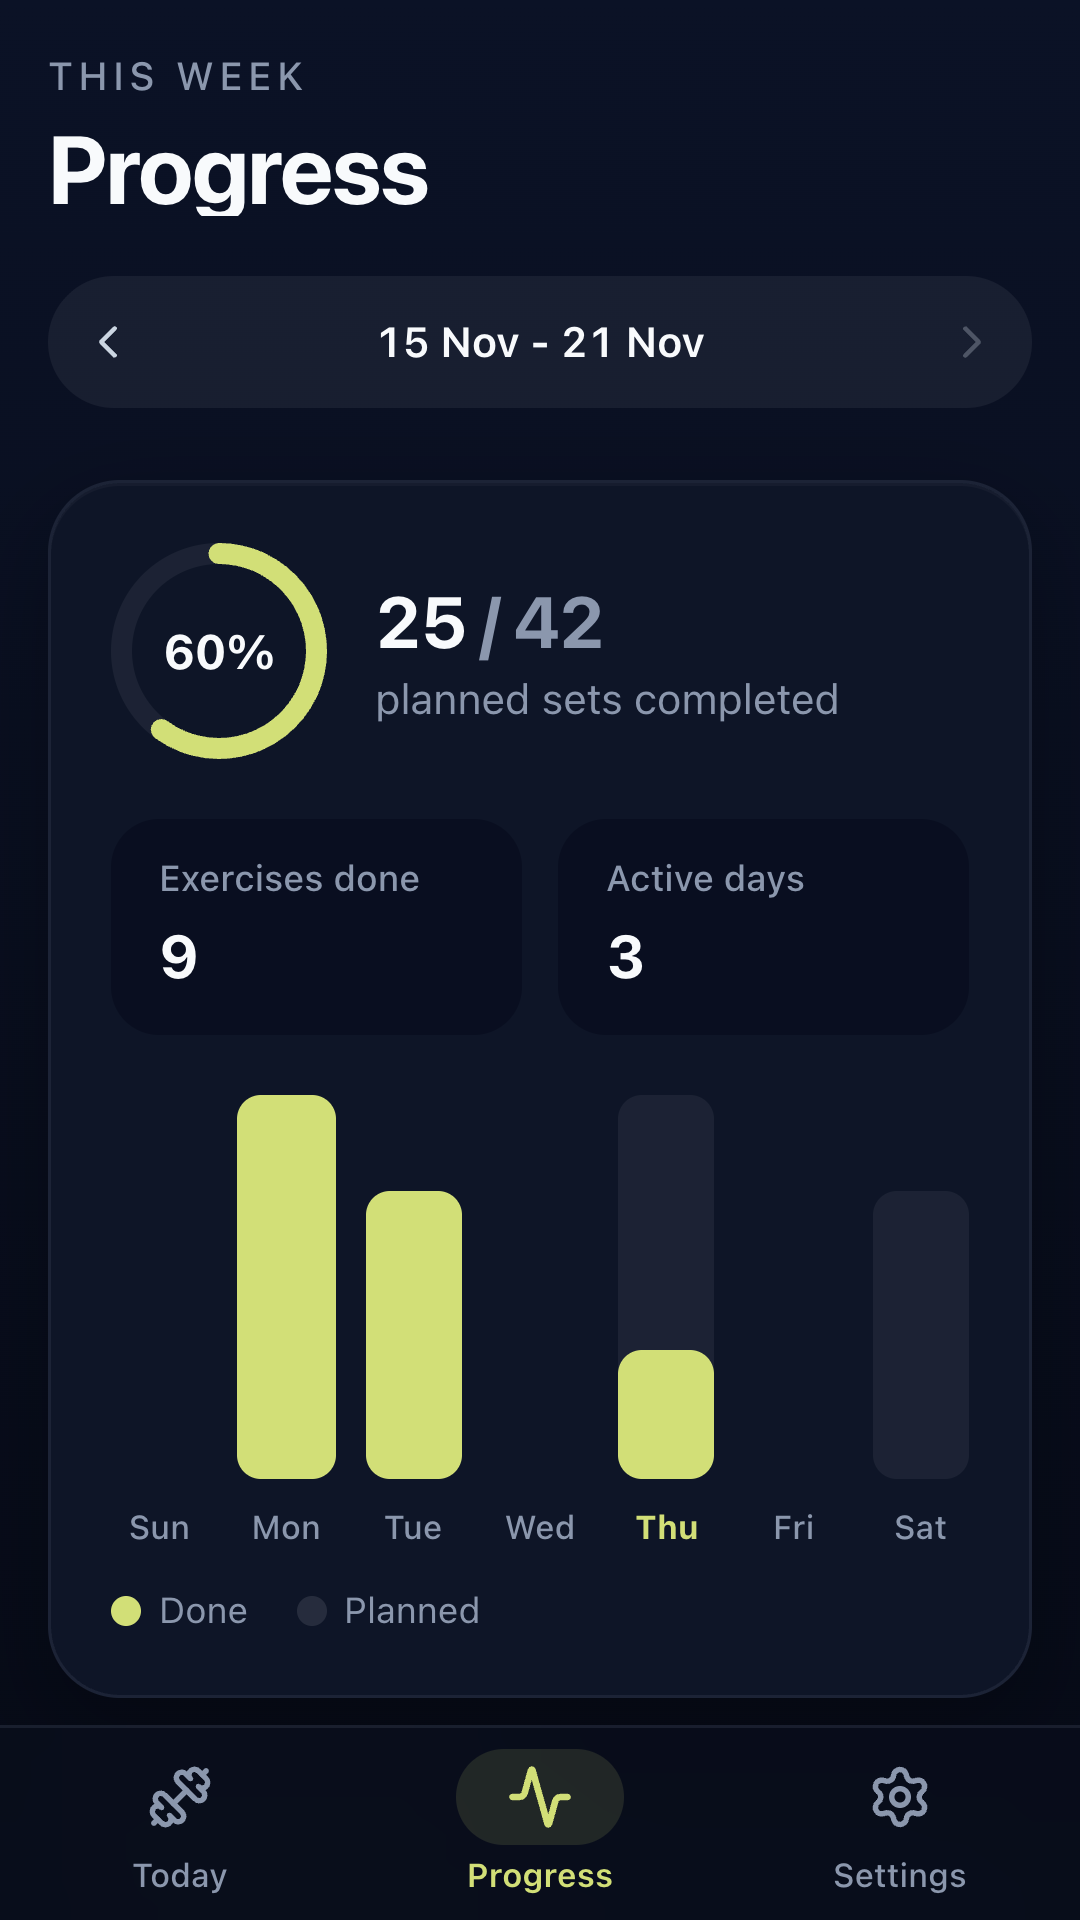 THIS WEEK
Progress
15 Nov - 21 Nov
60%
25 / 42
planned sets completed
Exercises done
9
Active days
3
Sun Mon Tue Wed Thu Fri Sat
Done Planned
Today Progress Settings